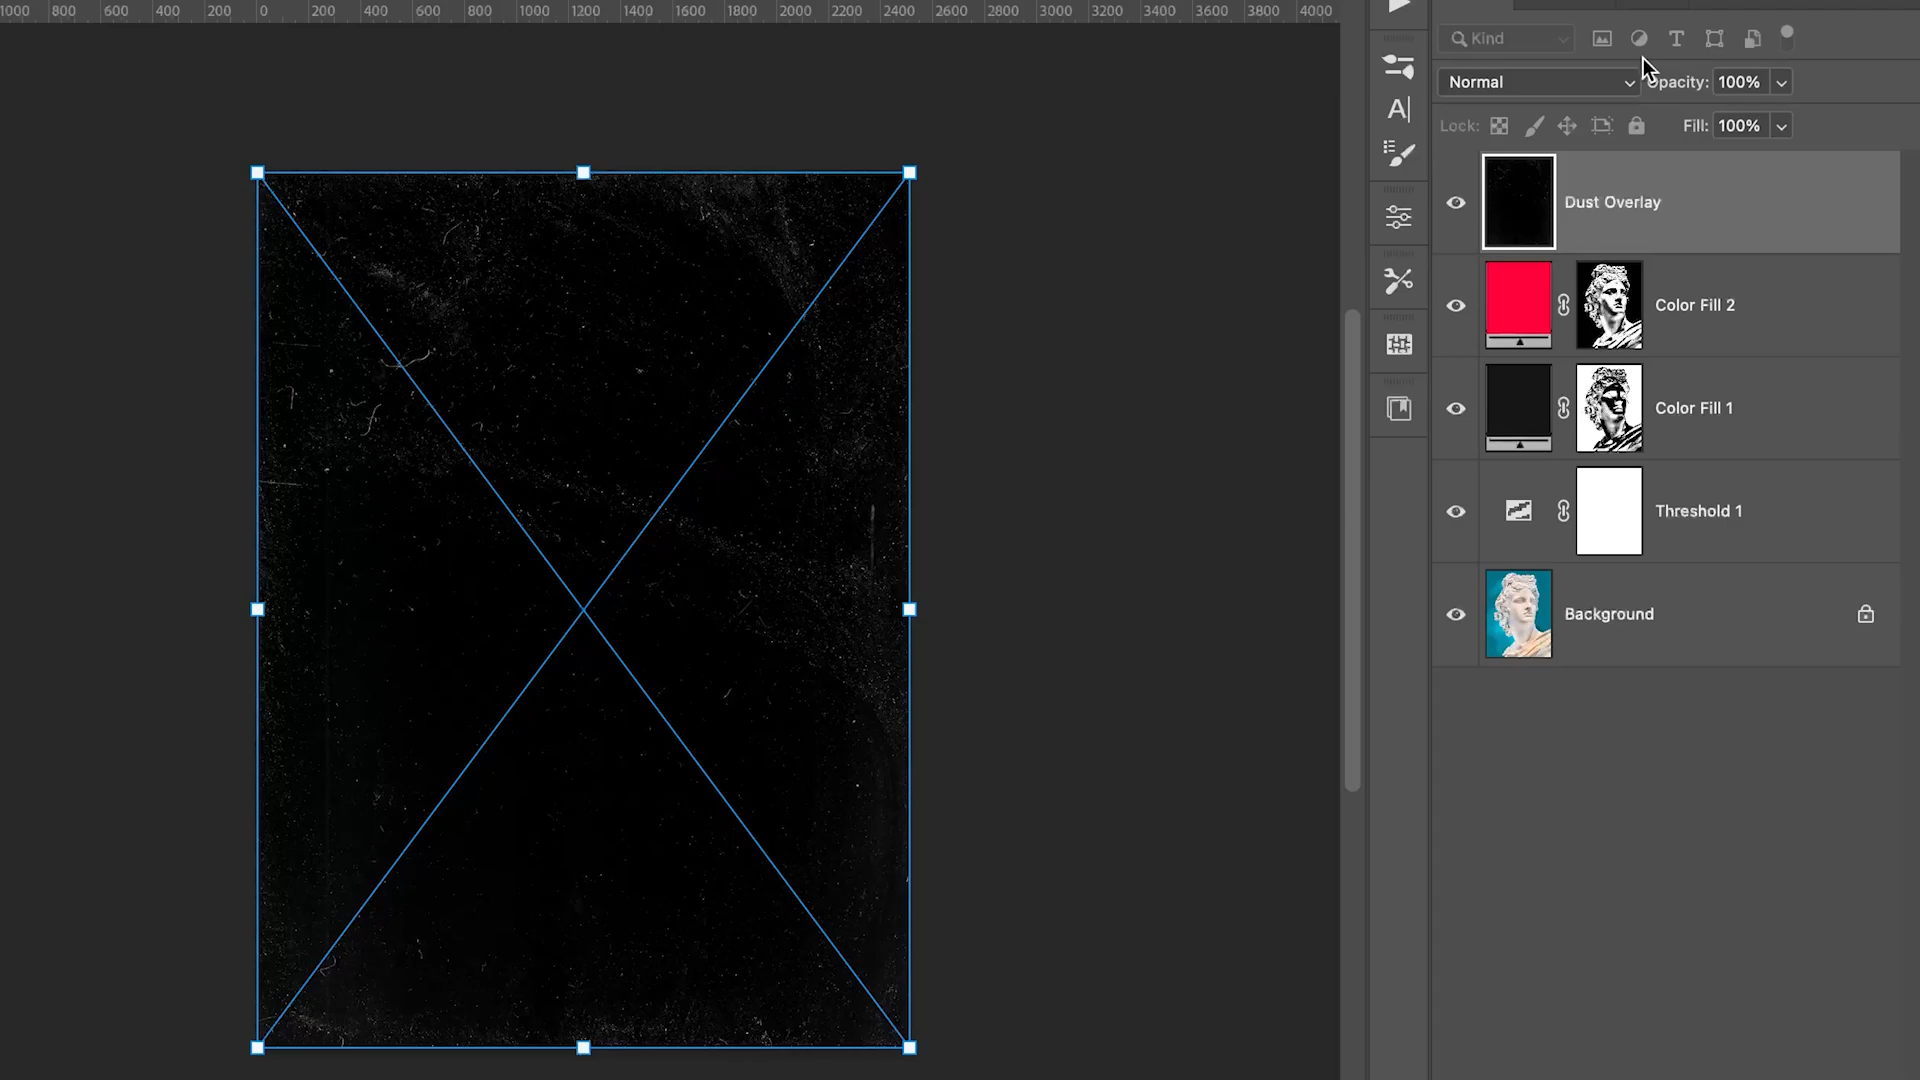 1000 800 600 400 200 0 200 400 600 800 1000 1200 1400 1600 1800 2000 2200 2400 2600 2800 3000 3200 3400 3600 3800 4000
Kind
Normal
Opacity: 100%
Lock:
Fill: 100%
Dust Overlay
Color Fill 2
Color Fill 1
Threshold 1
Background